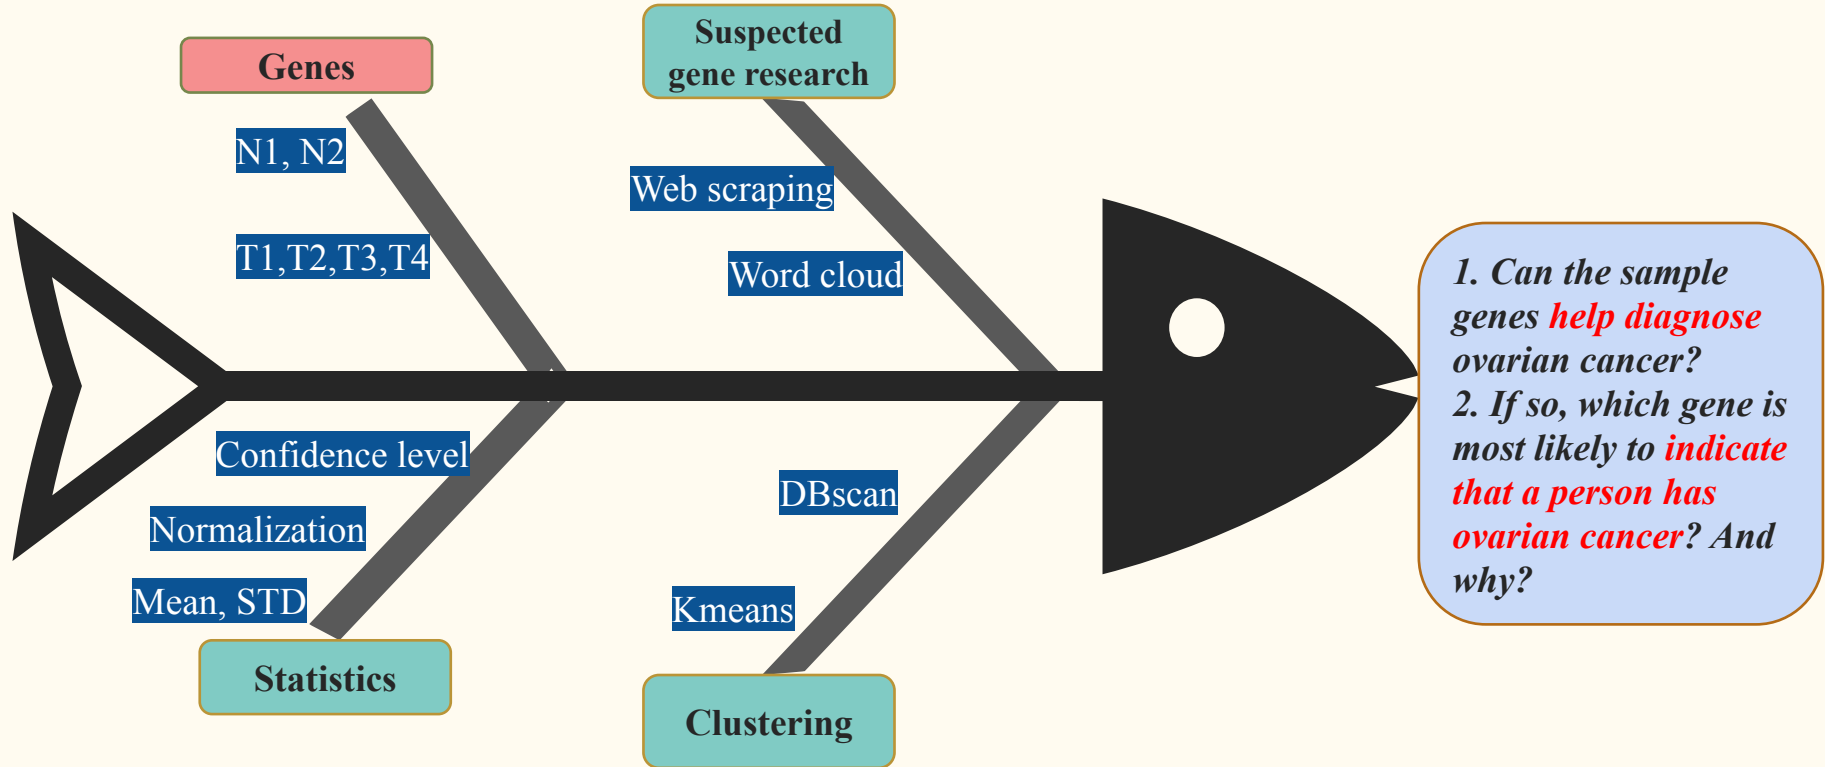 Genes
N1, N2
T1,T2,T3,T4
Suspected
gene research
Web scraping
Word cloud
Confidence level
Normalization
Mean, STD
Statistics
DBscan
Kmeans
Clustering
1. Can the sample
genes help diagnose
ovarian cancer?
2. If so, which gene is
most likely to indicate
that a person has
ovarian cancer? And
why?